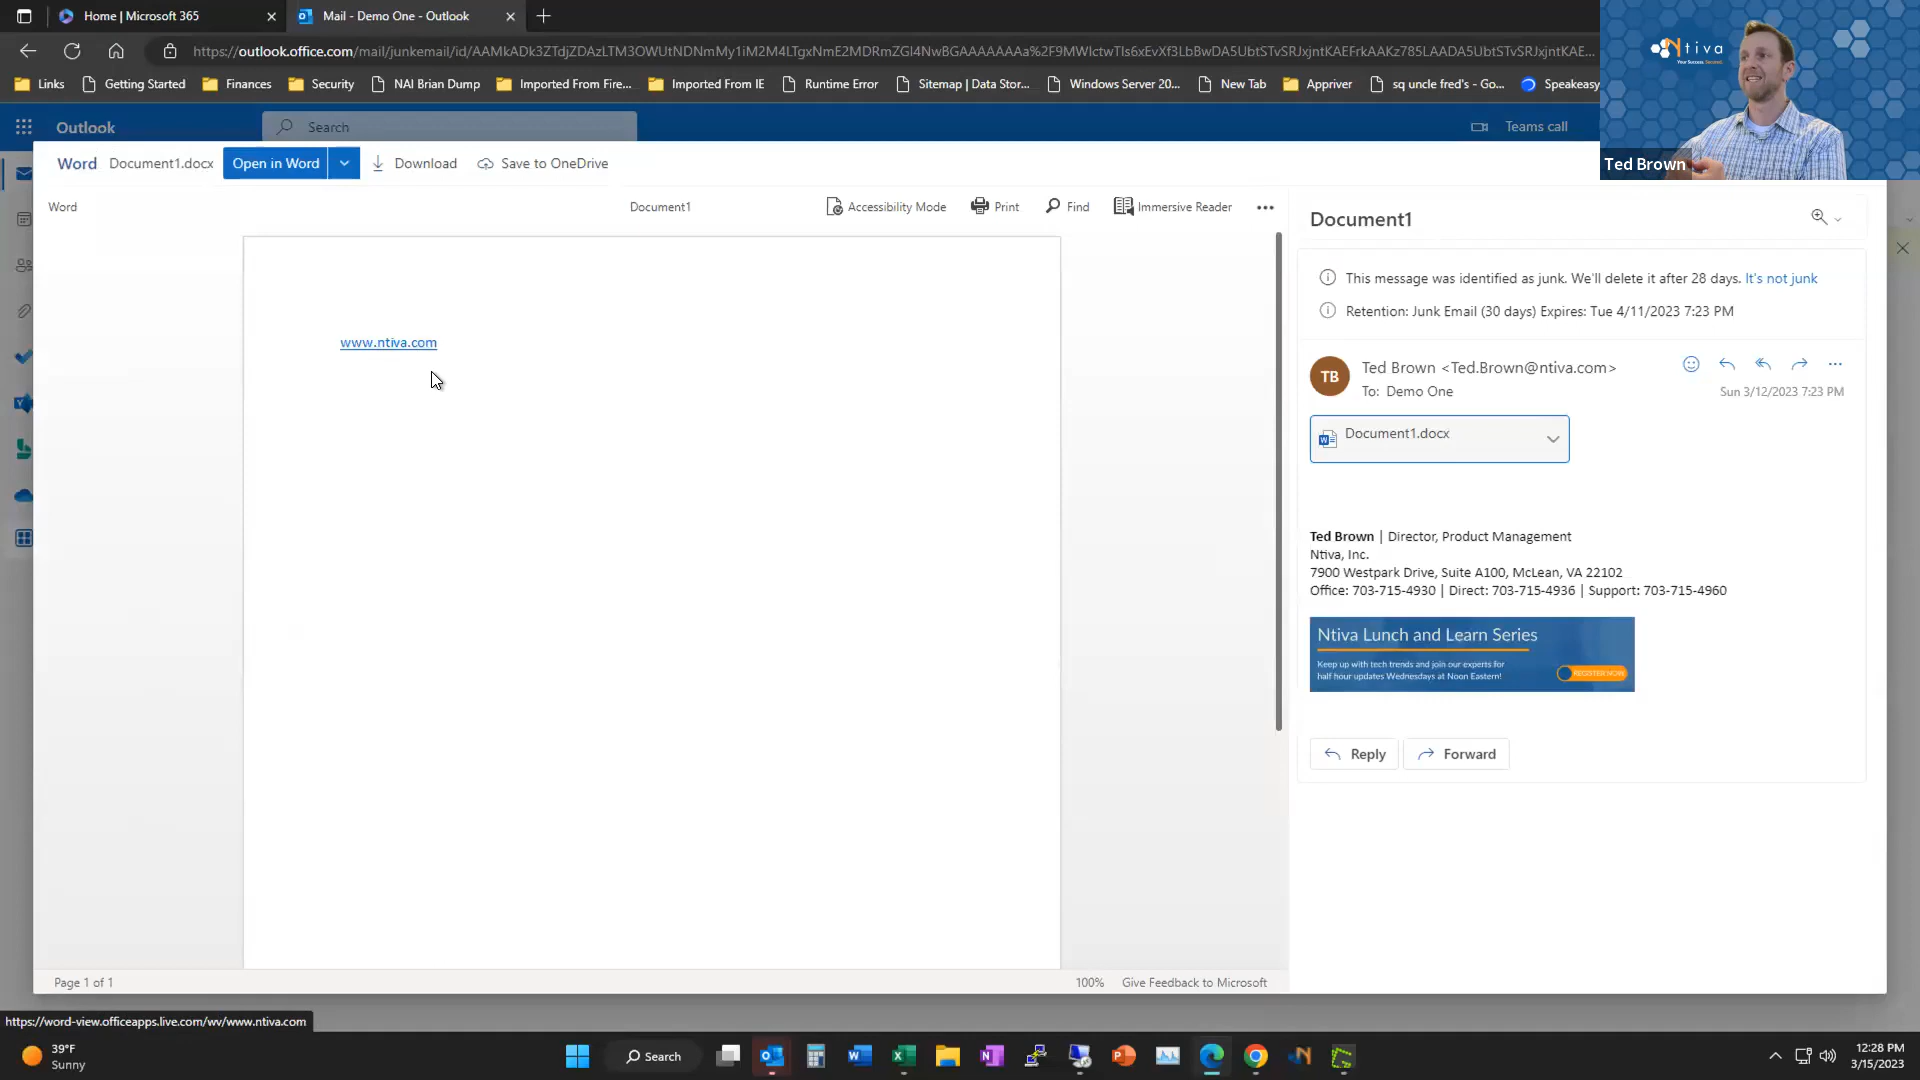 Home | Microsoft 365
Mail - Demo One - Outlook
https://outlook.office.com/mail/junkemail/id/AAMkADk3ZTdjZDAzLTM3OWUtNDNmMy1iM2M4LTgxNmE2MDRmZGI4NwBGAAAAAAAa%2F9MWIctwTIs6xEvXf3LbBwDA5UbtSTvSRJxjntKAEFrkAAKz785LAADA5UbtSTvSRJxjntKAE...
Links
Getting Started
Finances
Security
NAI Brian Dump
Imported From Fire...
Imported From IE
Runtime Error
Sitemap | Data Stor...
Windows Server 20...
New Tab
Appriver
sq uncle fred's - Go...
Speakeasy
Ntiva
Your Success. Secured.
Ted Brown
Outlook
Search
Teams call
Word
Document1.docx
Open in Word
Download
Save to OneDrive
Word
Document1
Accessibility Mode
Print
Find
Immersive Reader
www.ntiva.com
Document1
This message was identified as junk. We'll delete it after 28 days. It's not junk
Retention: Junk Email (30 days) Expires: Tue 4/11/2023 7:23 PM
TB
Ted Brown <Ted.Brown@ntiva.com>
To: Demo One
Sun 3/12/2023 7:23 PM
Document1.docx
Ted Brown | Director, Product Management
Ntiva, Inc.
7900 Westpark Drive, Suite A100, McLean, VA 22102
Office: 703-715-4930 | Direct: 703-715-4936 | Support: 703-715-4960
Ntiva Lunch and Learn Series
Keep up with tech trends and join our experts for
half hour updates Wednesdays at Noon Eastern!
REGISTER NOW
Reply
Forward
Page 1 of 1
100%
Give Feedback to Microsoft
https://word-view.officeapps.live.com/wv/www.ntiva.com
39°F
Sunny
Search
12:28 PM
3/15/2023